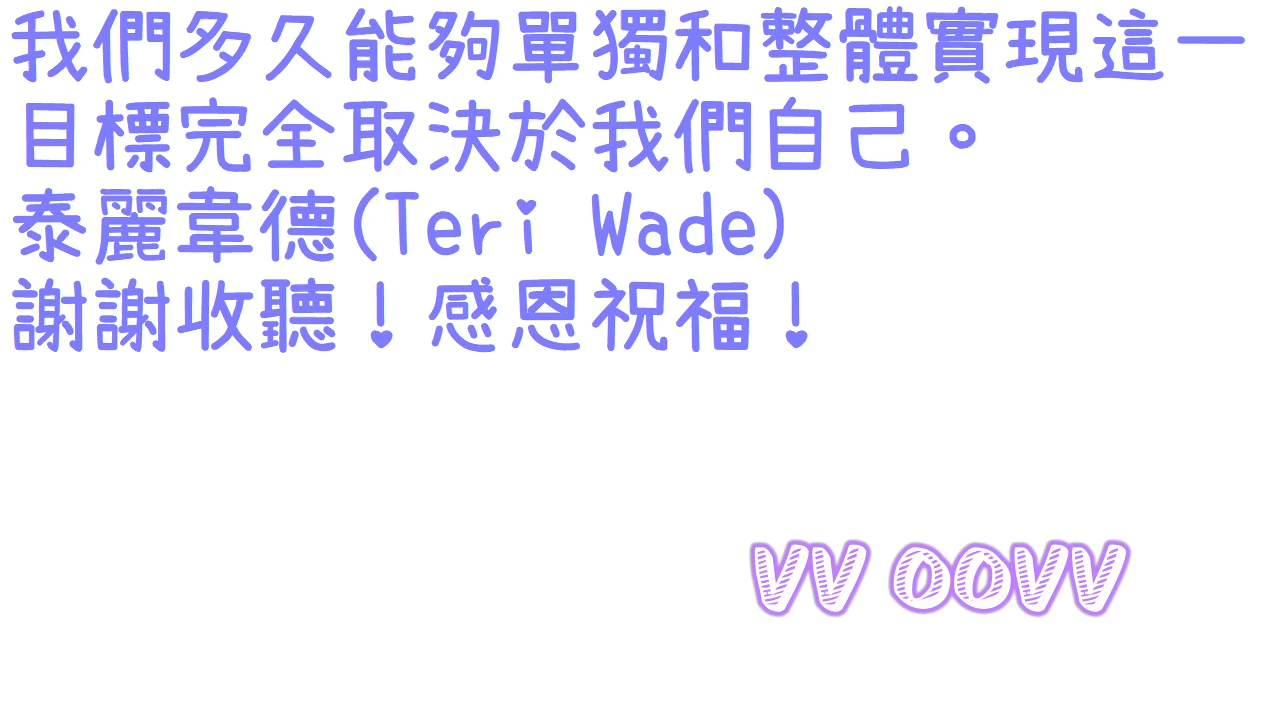 我們多久能夠單獨和整體實現這一
目標完全取決於我們自己。
泰麗韋德(Teri Wade)
謝謝收聽！感恩祝福！
VV OOVV